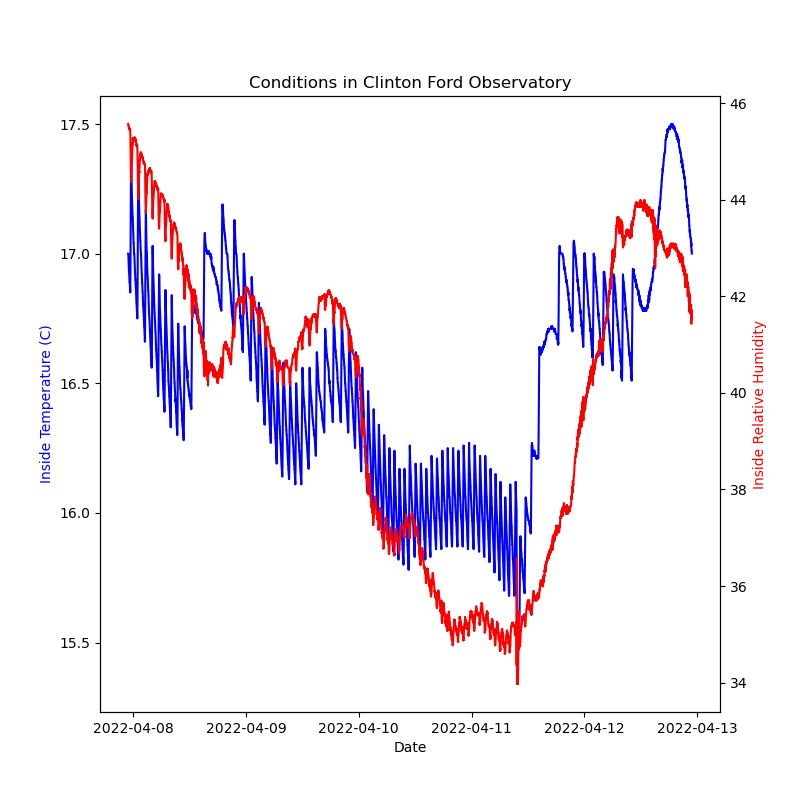 Conditions in Clinton Ford Observatory
17.5
17.0
16.5
16.0
15.5
Inside Temperature (C)
46
44
42
40
38
36
34
Inside Relative Humidity
2022-04-08 2022-04-09 2022-04-10 2022-04-11 2022-04-12 2022-04-13
Date